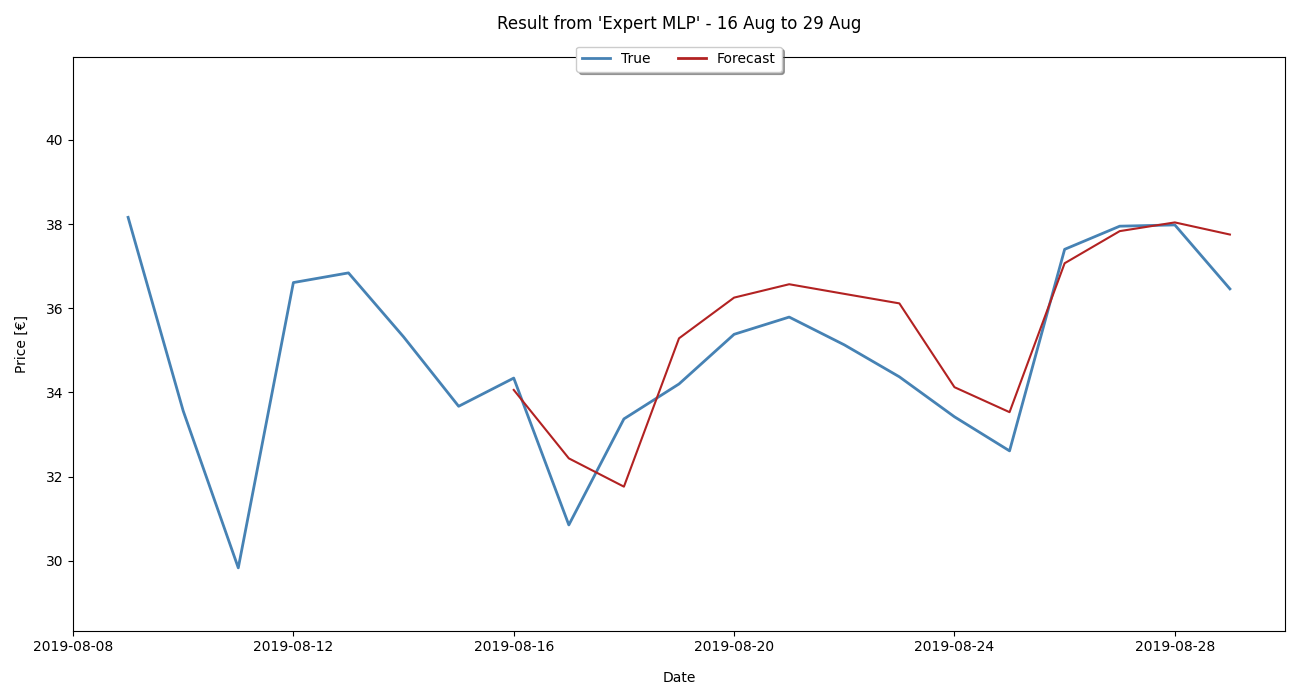 Result from 'Expert MLP' - 16 Aug to 29 Aug
True Forecast
Price [€]
40
38
36
34
32
30
2019-08-08 2019-08-12 2019-08-16 2019-08-20 2019-08-24 2019-08-28
Date